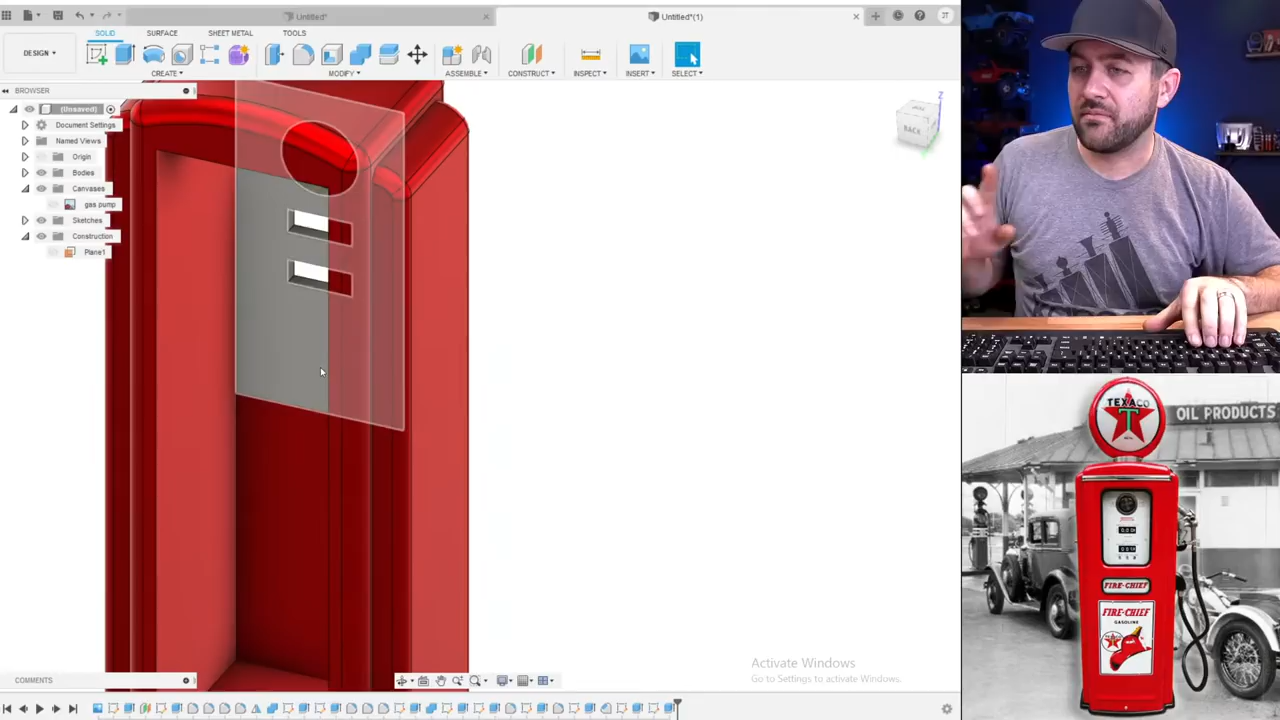 Untitled*
Untitled*(1)
JT
DESIGN
SOLID
SURFACE
SHEET METAL
TOOLS
CREATE
MODIFY
ASSEMBLE
CONSTRUCT
INSPECT
INSERT
SELECT
BROWSER
(Unsaved)
Document Settings
Named Views
Origin
Bodies
Canvases
gas pump
Sketches
Construction
Plane1
BACK
Z
TEXACO
T
OIL PRODUCTS
FIRE-CHIEF
FIRE-CHIEF
GASOLINE
Activate Windows
Go to Settings to activate Windows.
COMMENTS